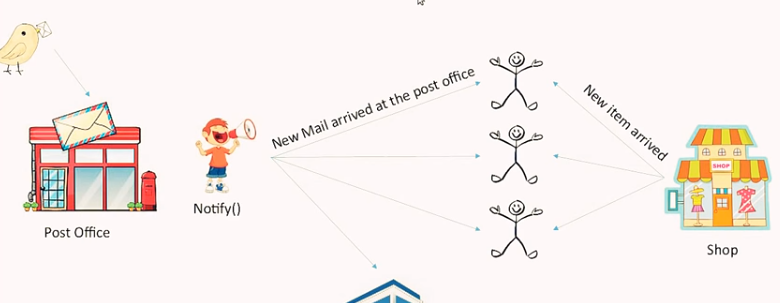 New Mail arrived at the post office
New item arrived
SHOP
Notify()
Post Office
Shop